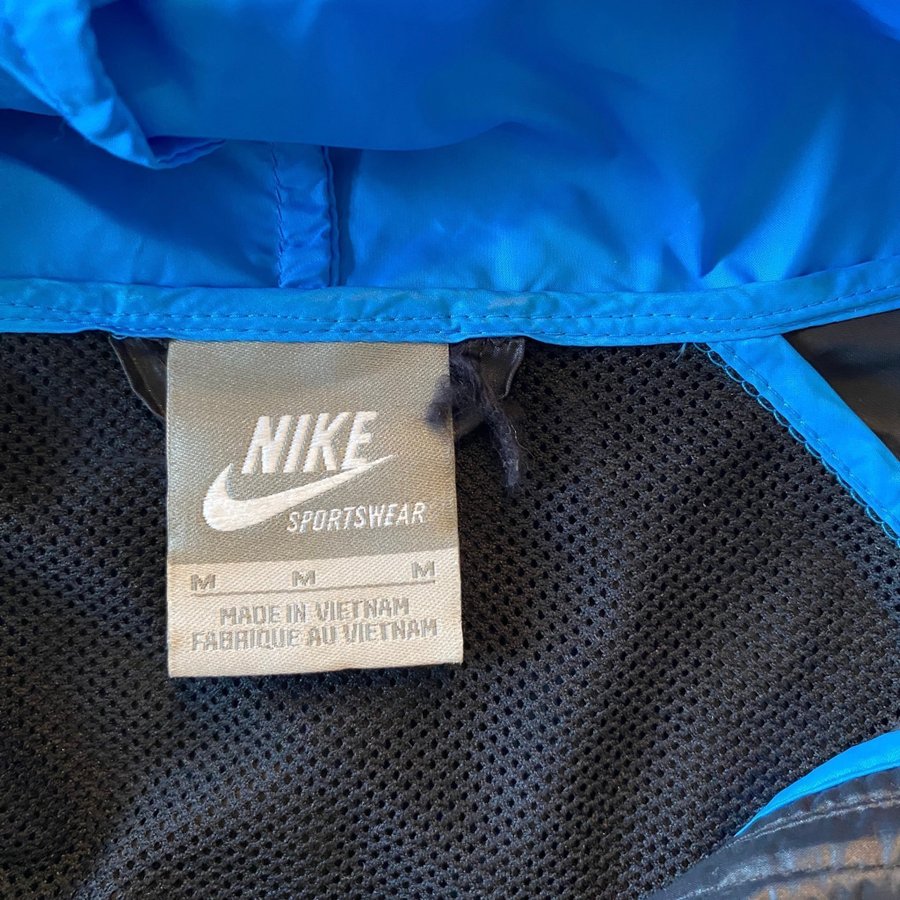 NIKE
SPORTSWEAR
M M M
MADE IN VIETNAM
FABRIQUE AU VIETNAM